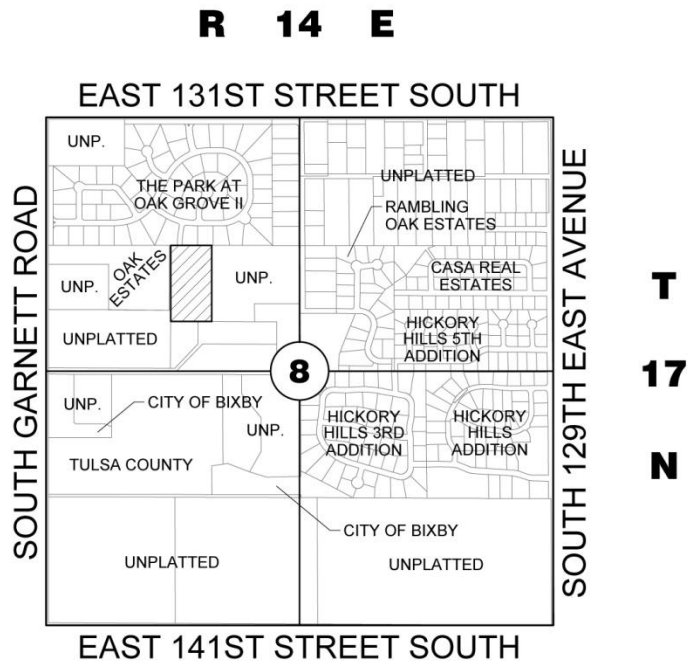 R 14 E
EAST 131ST STREET SOUTH
SOUTH GARNETT ROAD
UNP.
THE PARK AT
OAK GROVE II
UNPLATTED
RAMBLING
OAK ESTATES
OAK
ESTATES
UNP.
UNP.
CASA REAL
ESTATES
UNPLATTED
HICKORY
HILLS 5TH
ADDITION
8
UNP.
CITY OF BIXBY
UNP.
HICKORY
HILLS 3RD
ADDITION
HICKORY
HILLS
ADDITION
TULSA COUNTY
CITY OF BIXBY
UNPLATTED
UNPLATTED
SOUTH 129TH EAST AVENUE
T
17
N
EAST 141ST STREET SOUTH